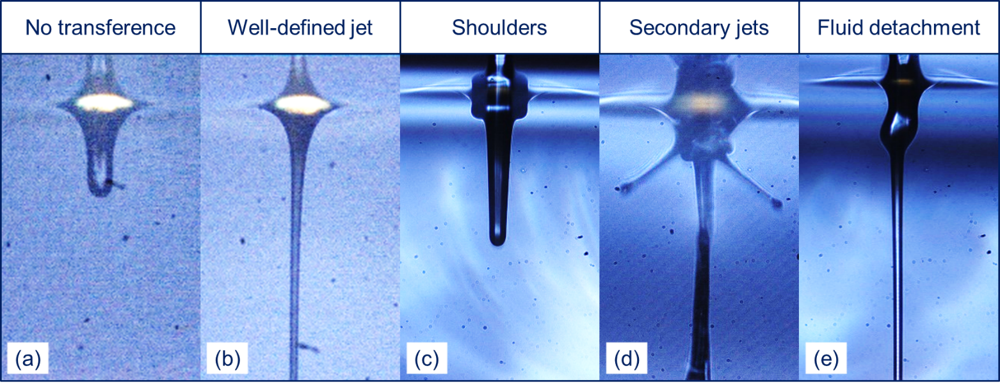 No transference
Well-defined jet
Shoulders
Secondary jets
Fluid detachment
(a)
(b)
(c)
(d)
(e)